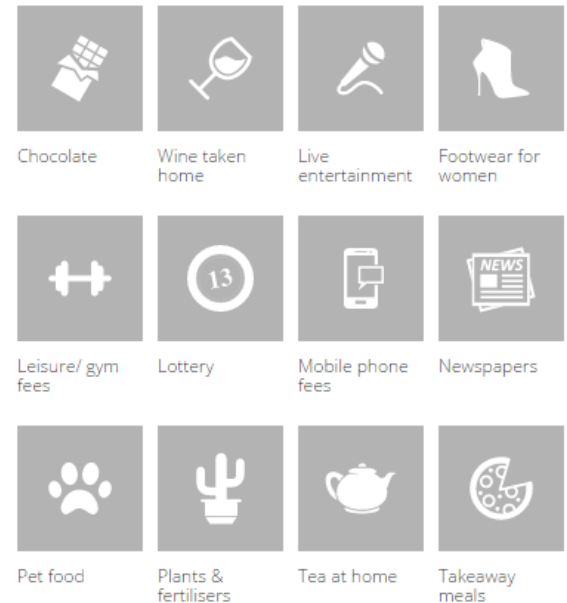 Chocolate
Wine taken
home
Live
entertainment
Footwear for
women
13
NEWS
Leisure/ gym
fees
Lottery
Mobile phone
fees
Newspapers
Pet food
Plants &
fertilisers
Tea at home
Takeaway
meals